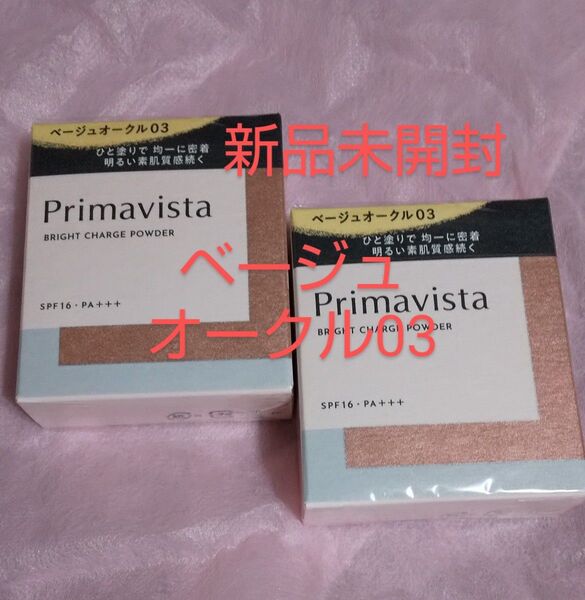 新品未開封
ベージュ
オークル03
ベージュオークル03
ひと塗りで 均一に密着
明るい素肌質感続く
Primavista
BRIGHT CHARGE POWDER
SPF16・PA+++
ベージュオークル03
ひと塗りで 均一に密着
明るい素肌質感続く
Primavista
BRIGHT CHARGE POWDER
SPF16・PA+++